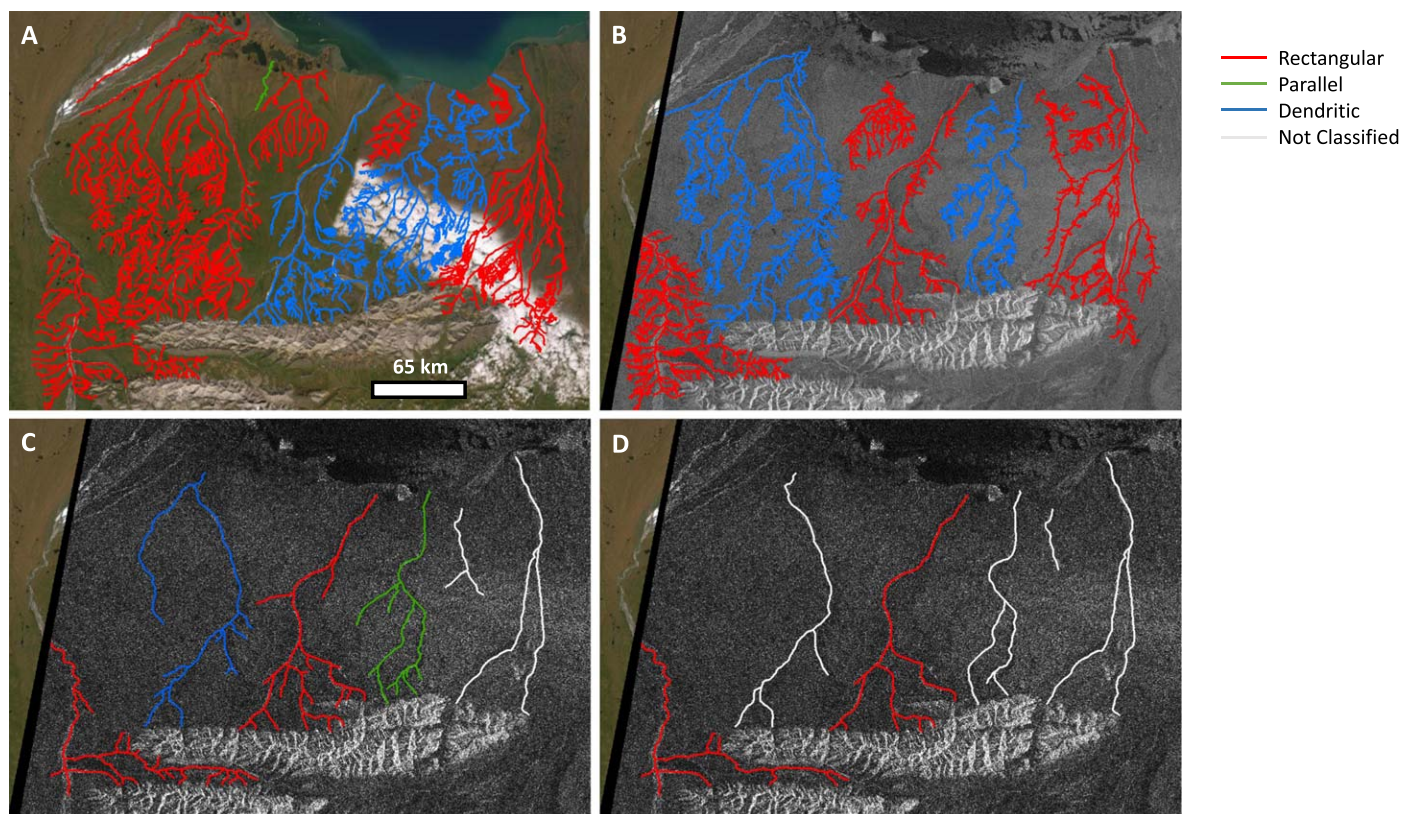 A
B
Rectangular
Parallel
Dendritic
Not Classified
65 km
C
D